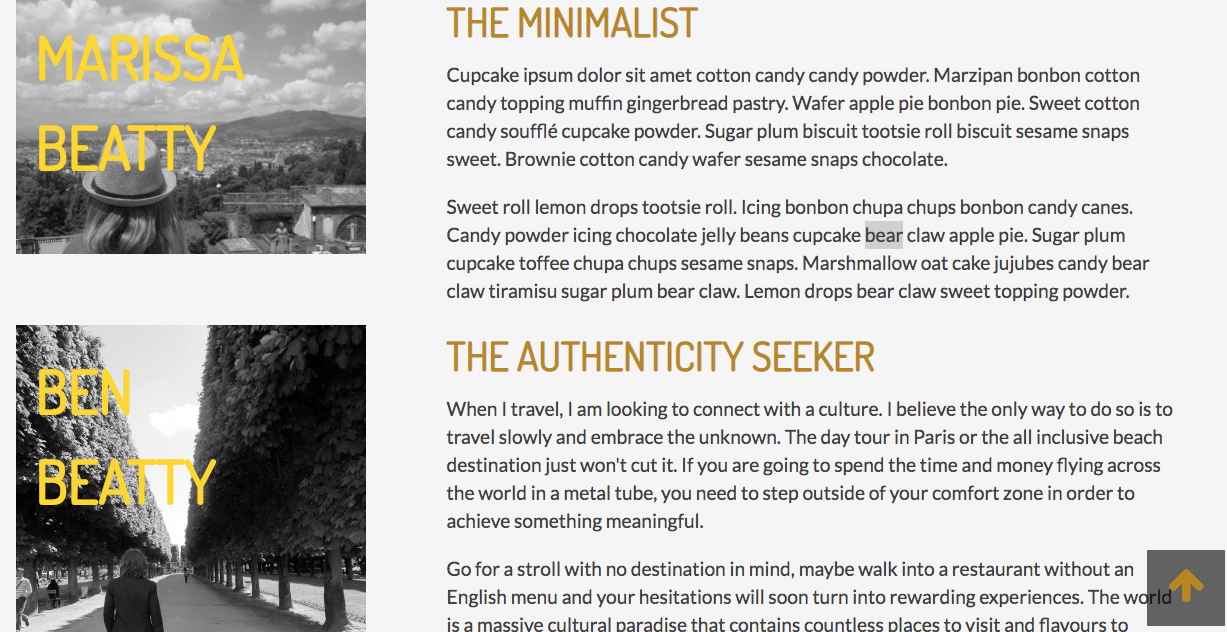 MARISSA
BEATTY
THE MINIMALIST
Cupcake ipsum dolor sit amet cotton candy candy powder. Marzipan bonbon cotton
candy topping muffin gingerbread pastry. Wafer apple pie bonbon pie. Sweet cotton
candy soufflé cupcake powder. Sugar plum biscuit tootsie roll biscuit sesame snaps
sweet. Brownie cotton candy wafer sesame snaps chocolate.
Sweet roll lemon drops tootsie roll. Icing bonbon chupa chups bonbon candy canes.
Candy powder icing chocolate jelly beans cupcake bear claw apple pie. Sugar plum
cupcake toffee chupa chups sesame snaps. Marshmallow oat cake jujubes candy bear
claw tiramisu sugar plum bear claw. Lemon drops bear claw sweet topping powder.
BEN
BEATTY
THE AUTHENTICITY SEEKER
When I travel, I am looking to connect with a culture. I believe the only way to do so is to
travel slowly and embrace the unknown. The day tour in Paris or the all inclusive beach
destination just won't cut it. If you are going to spend the time and money flying across
the world in a metal tube, you need to step outside of your comfort zone in order to
achieve something meaningful.
Go for a stroll with no destination in mind, maybe walk into a restaurant without an
English menu and your hesitations will soon turn into rewarding experiences. The world
is a massive cultural paradise that contains countless places to visit and flavours to